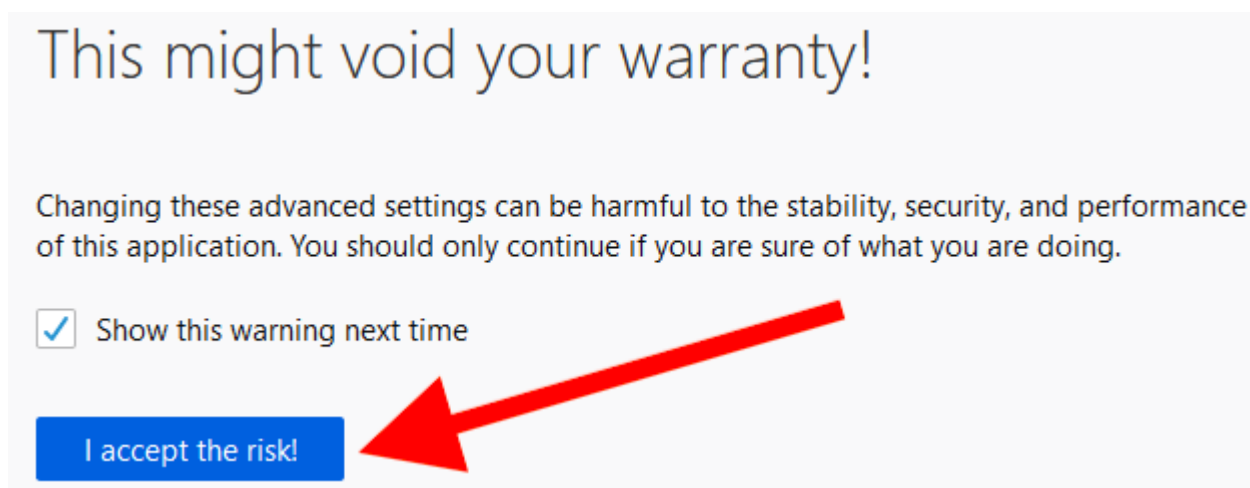 This might void your warranty!
Changing these advanced settings can be harmful to the stability, security, and performance
of this application. You should only continue if you are sure of what you are doing.
Show this warning next time
I accept the risk!